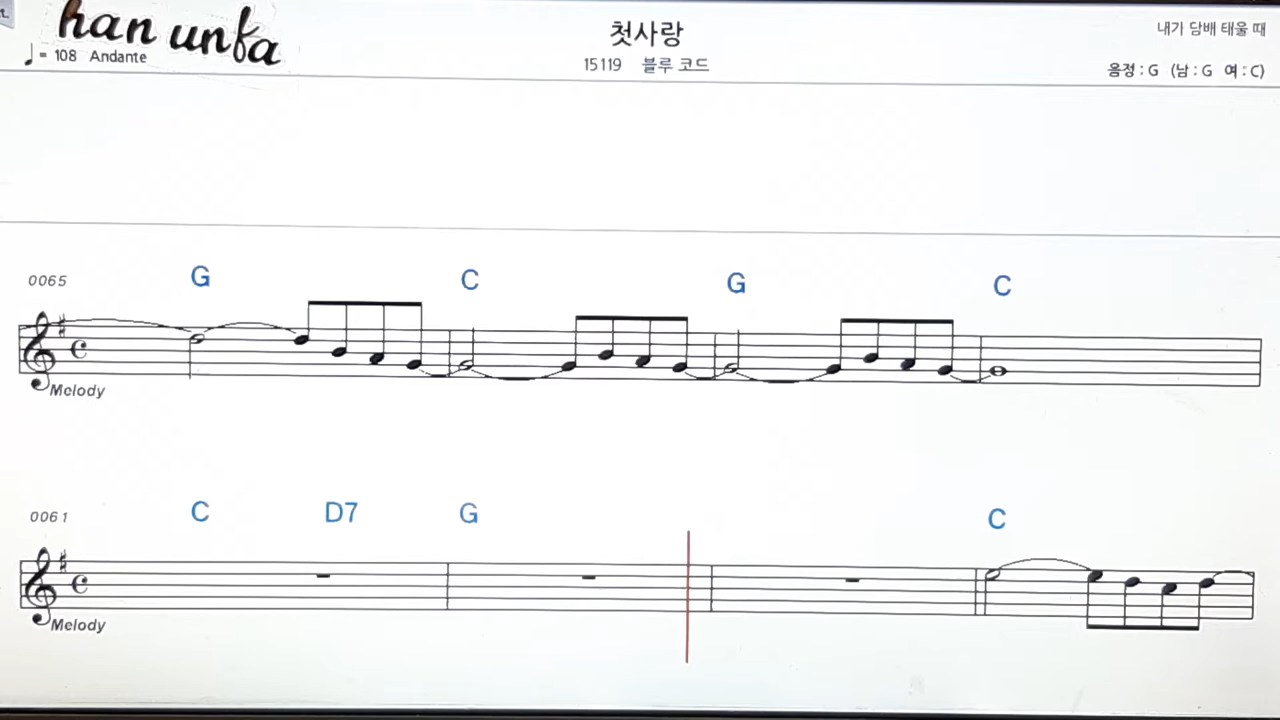 han unfa
첫사랑
내가 담배 태울 때
♩= 108 Andante
15119 블루 코드
음정 : G (남 : G 여 : C)
0065 G C G C
Melody
0061 C D7 G C
Melody